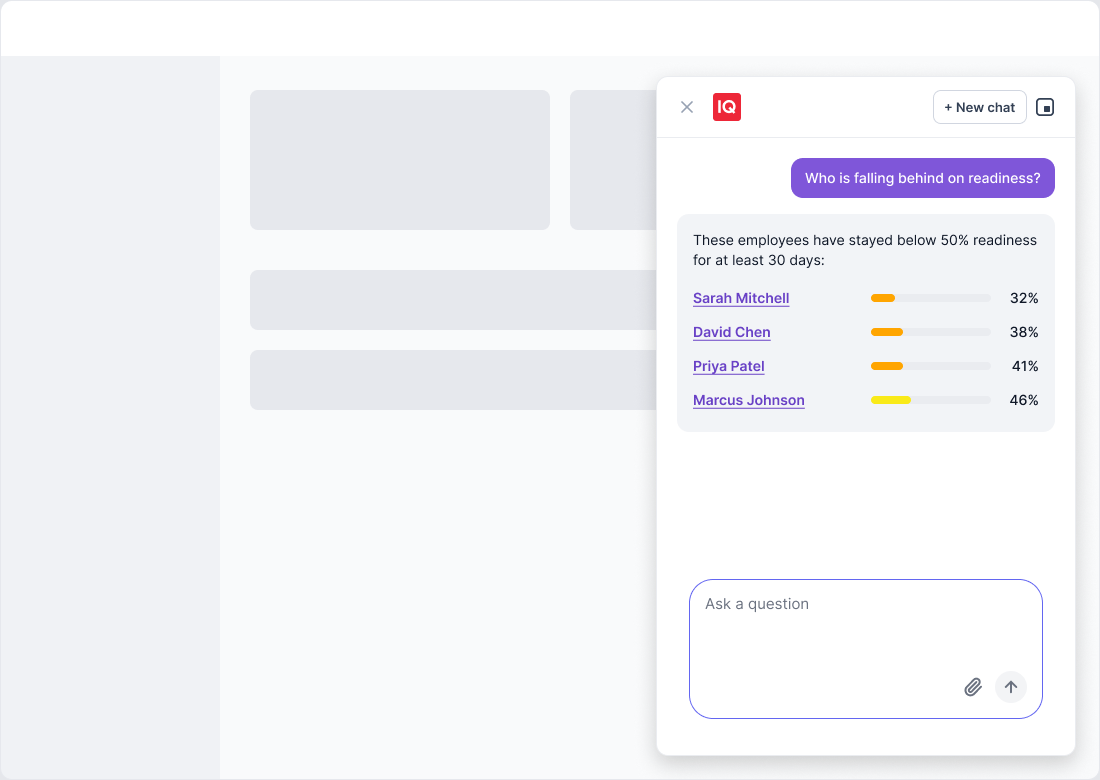 IQ
+ New chat
Who is falling behind on readiness?
These employees have stayed below 50% readiness
for at least 30 days:
Sarah Mitchell 32%
David Chen 38%
Priya Patel 41%
Marcus Johnson 46%
Ask a question